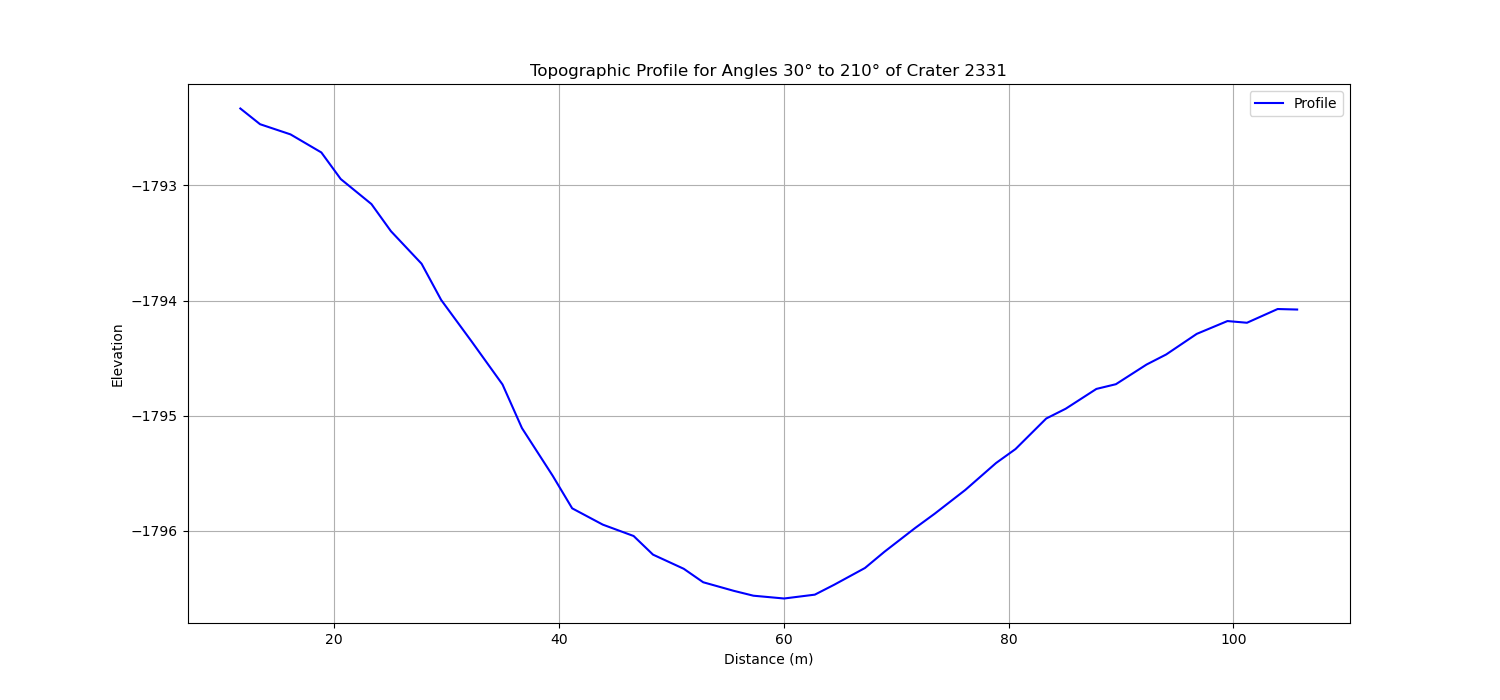 Topographic Profile for Angles 30° to 210° of Crater 2331
Profile
−1793
−1794
−1795
−1796
Elevation
20 40 60 80 100
Distance (m)